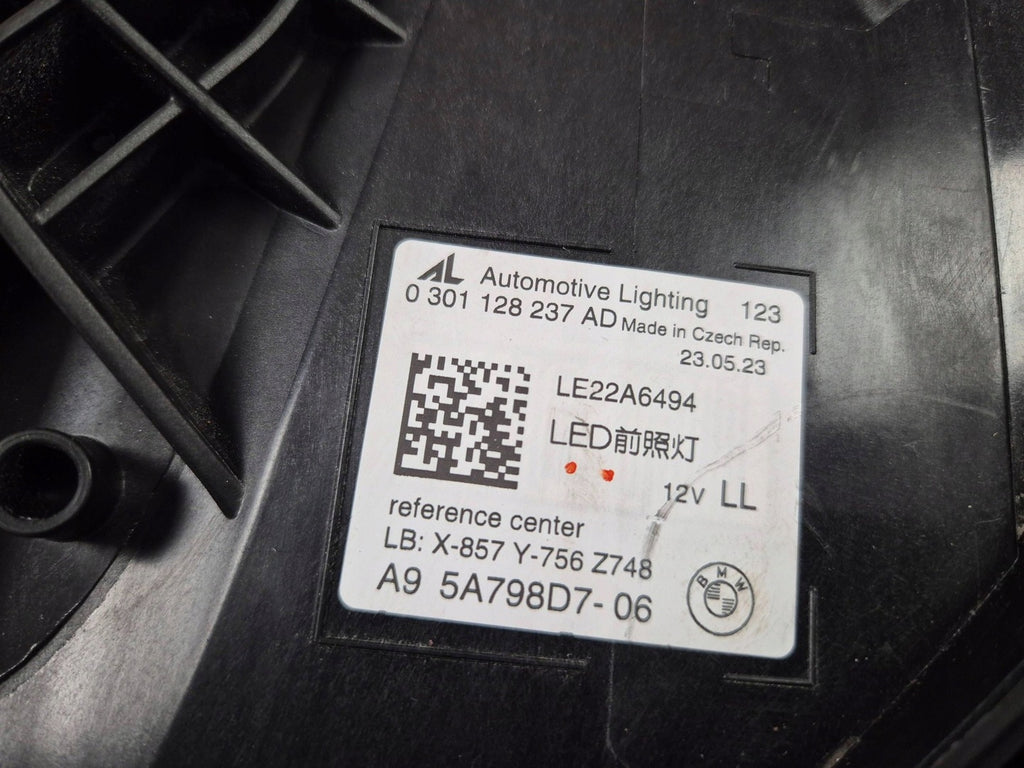 AL Automotive Lighting 123
0 301 128 237 AD Made in Czech Rep.
23.05.23
LE22A6494
LED前照灯
12V LL
reference center
LB: X-857 Y-756 Z748
A9 5A798D7-06
BMW